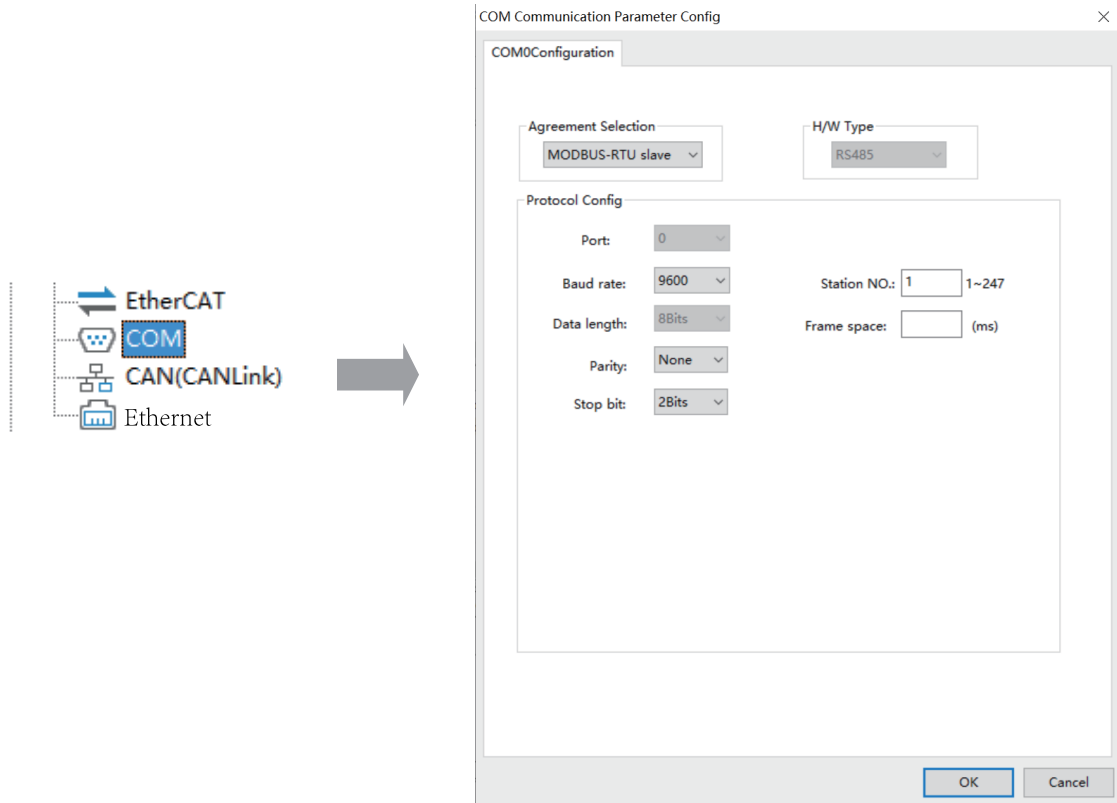 EtherCAT
COM
CAN(CANLink)
Ethernet
COM Communication Parameter Config
COM0Configuration
Agreement Selection
MODBUS-RTU slave
H/W Type
RS485
Protocol Config
Port: 0
Baud rate: 9600
Station NO.: 1 1~247
Data length: 8Bits
Frame space: (ms)
Parity: None
Stop bit: 2Bits
OK Cancel